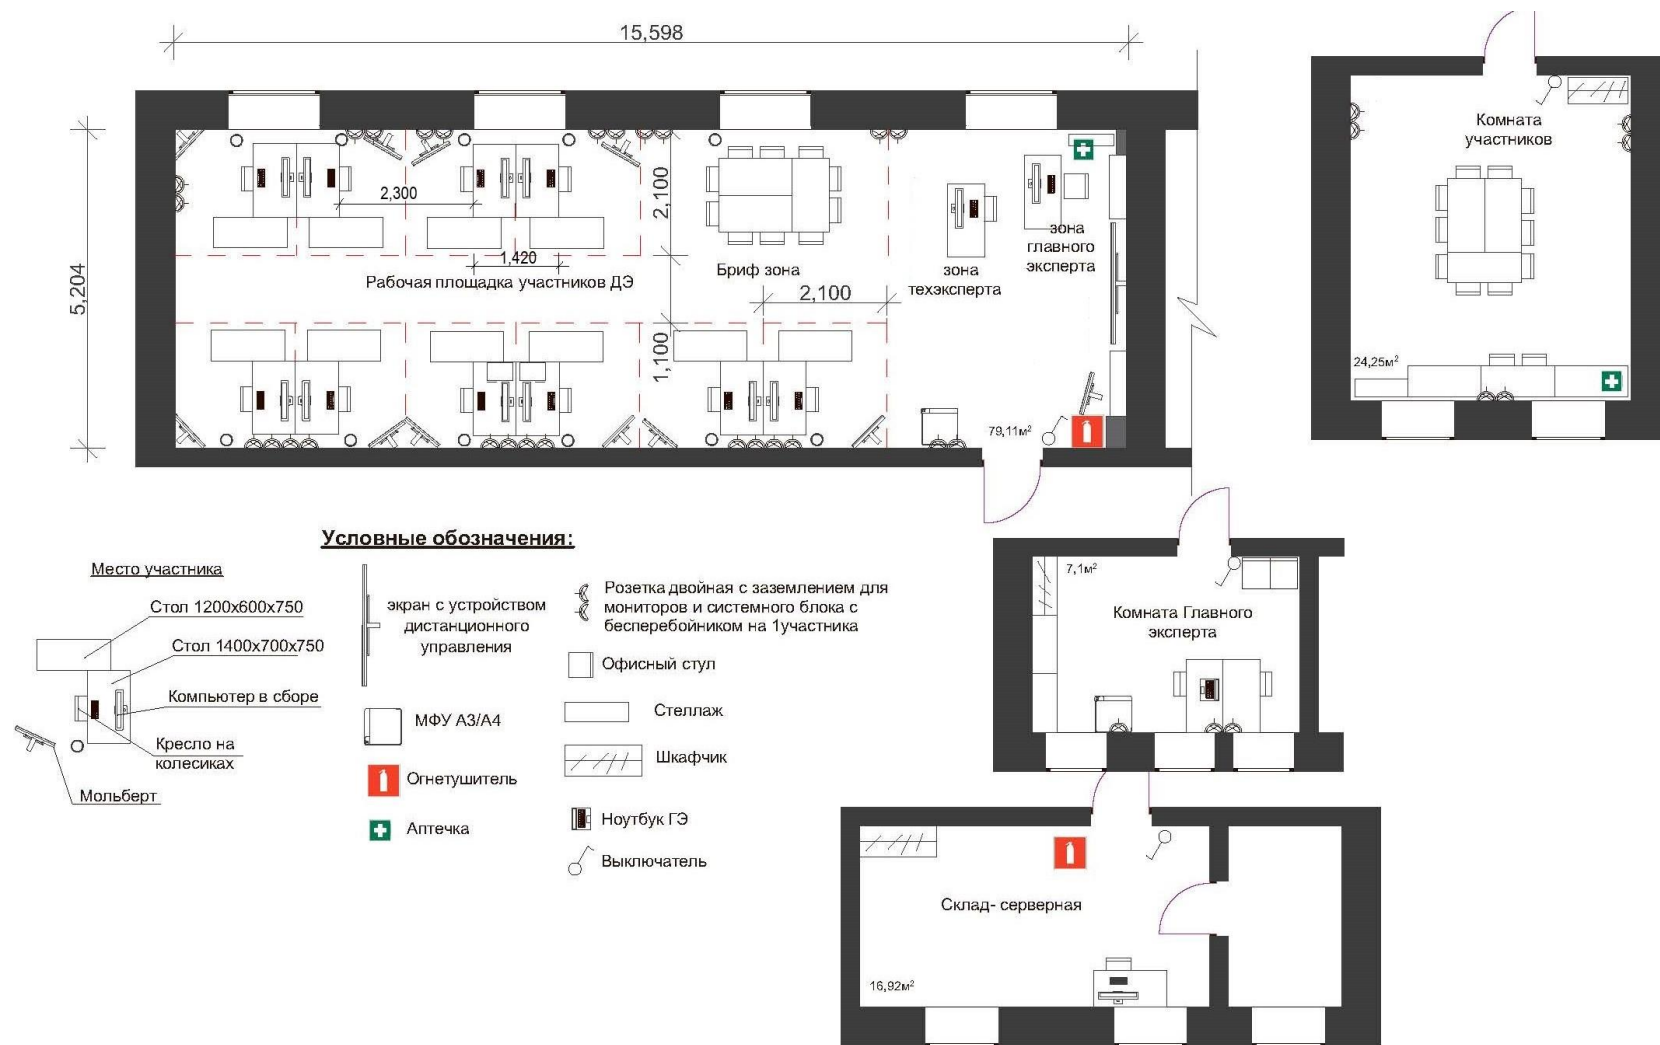 15,598
5,204
2,300
2,100
1,420
Рабочая площадка участников ДЭ
Бриф зона
2,100
1,100
зона
техэксперта
зона
главного
эксперта
79,11м²
Комната
участников
24,25м²
Условные обозначения:
Место участника
Стол 1200х600х750
Стол 1400х700х750
Компьютер в сборе
Кресло на
колесиках
Мольберт
экран с устройством
дистанционного
управления
МФУ А3/А4
Огнетушитель
Аптечка
Розетка двойная с заземлением для
мониторов и системного блока с
бесперебойником на 1участника
Офисный стул
Стеллаж
Шкафчик
Ноутбук ГЭ
Выключатель
7,1м²
Комната Главного
эксперта
Склад- серверная
16,92м²